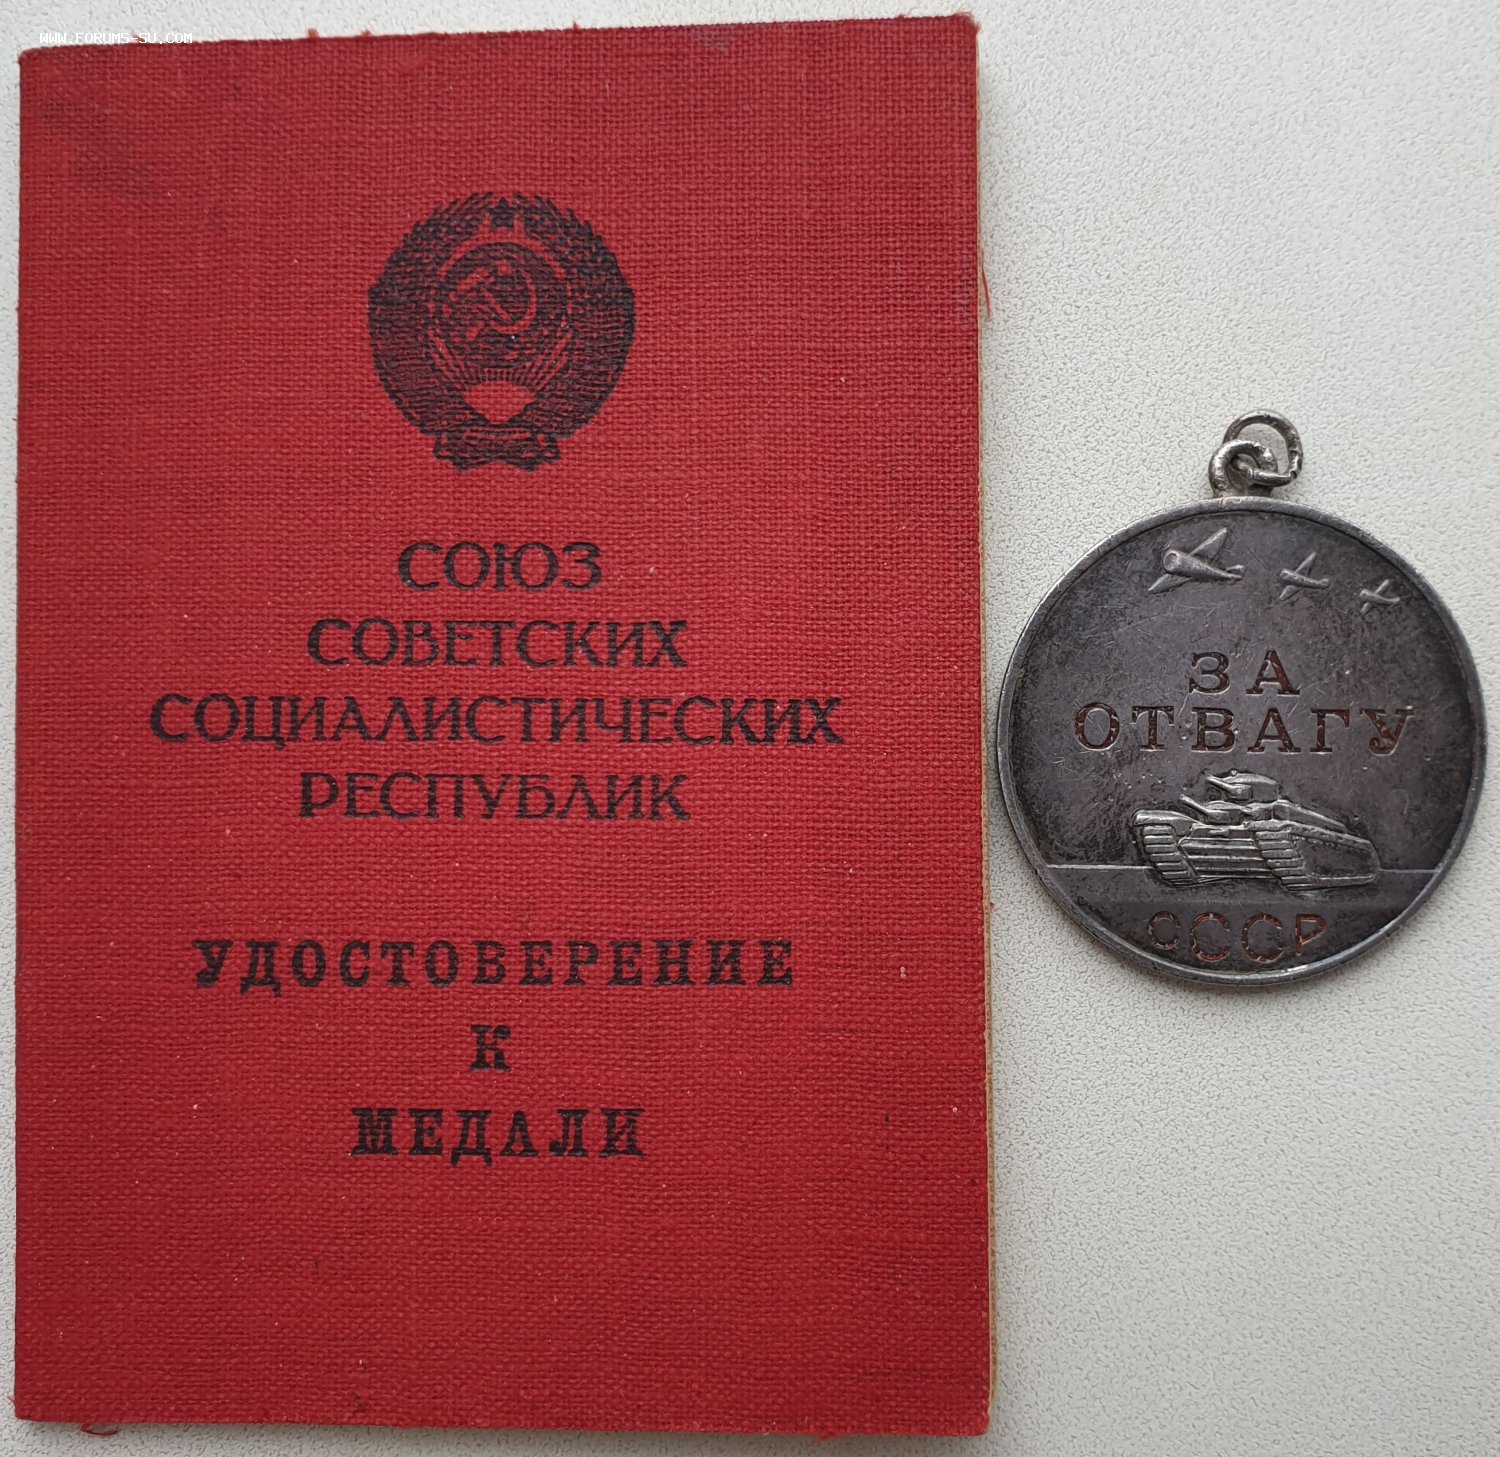 WWW.FORUMS-SU.COM
СОЮЗ
СОВЕТСКИХ
СОЦИАЛИСТИЧЕСКИХ
РЕСПУБЛИК
УДОСТОВЕРЕНИЕ
К
МЕДАЛИ
ЗА
ОТВАГУ
СССР